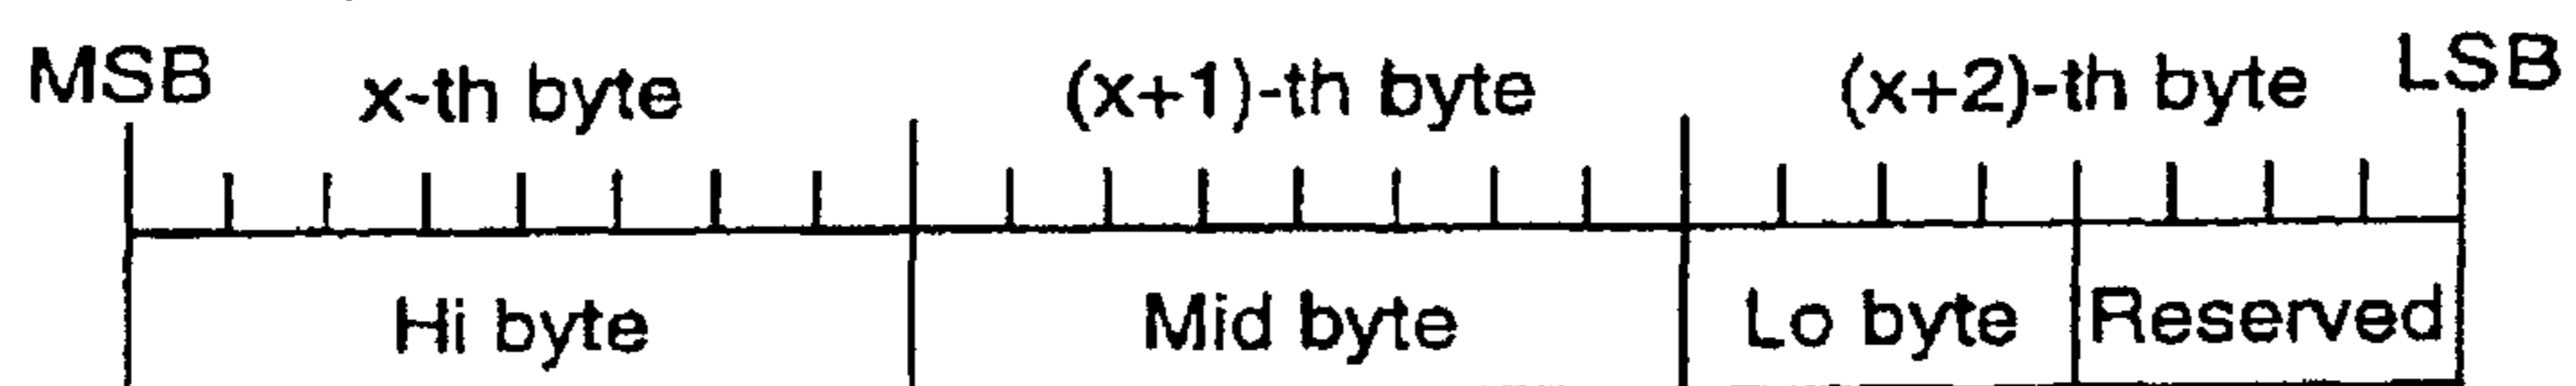 MSB x-th byte (x+1)-th byte (x+2)-th byte LSB
Hi byte Mid byte Lo byte Reserved